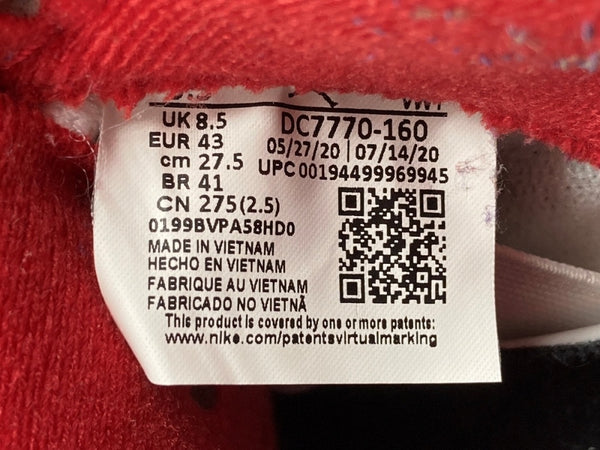 VWT
UK 8.5
DC7770-160
EUR 43
05/27/20 | 07/14/20
cm 27.5
UPC 00194499969945
BR 41
CN 275(2.5)
0199BVPA58HD0
MADE IN VIETNAM
HECHO EN VIETNAM
FABRIQUE AU VIETNAM
FABRICADO NO VIETNÃ
This product is covered by one or more patents:
www.nike.com/patentsvirtualmarking